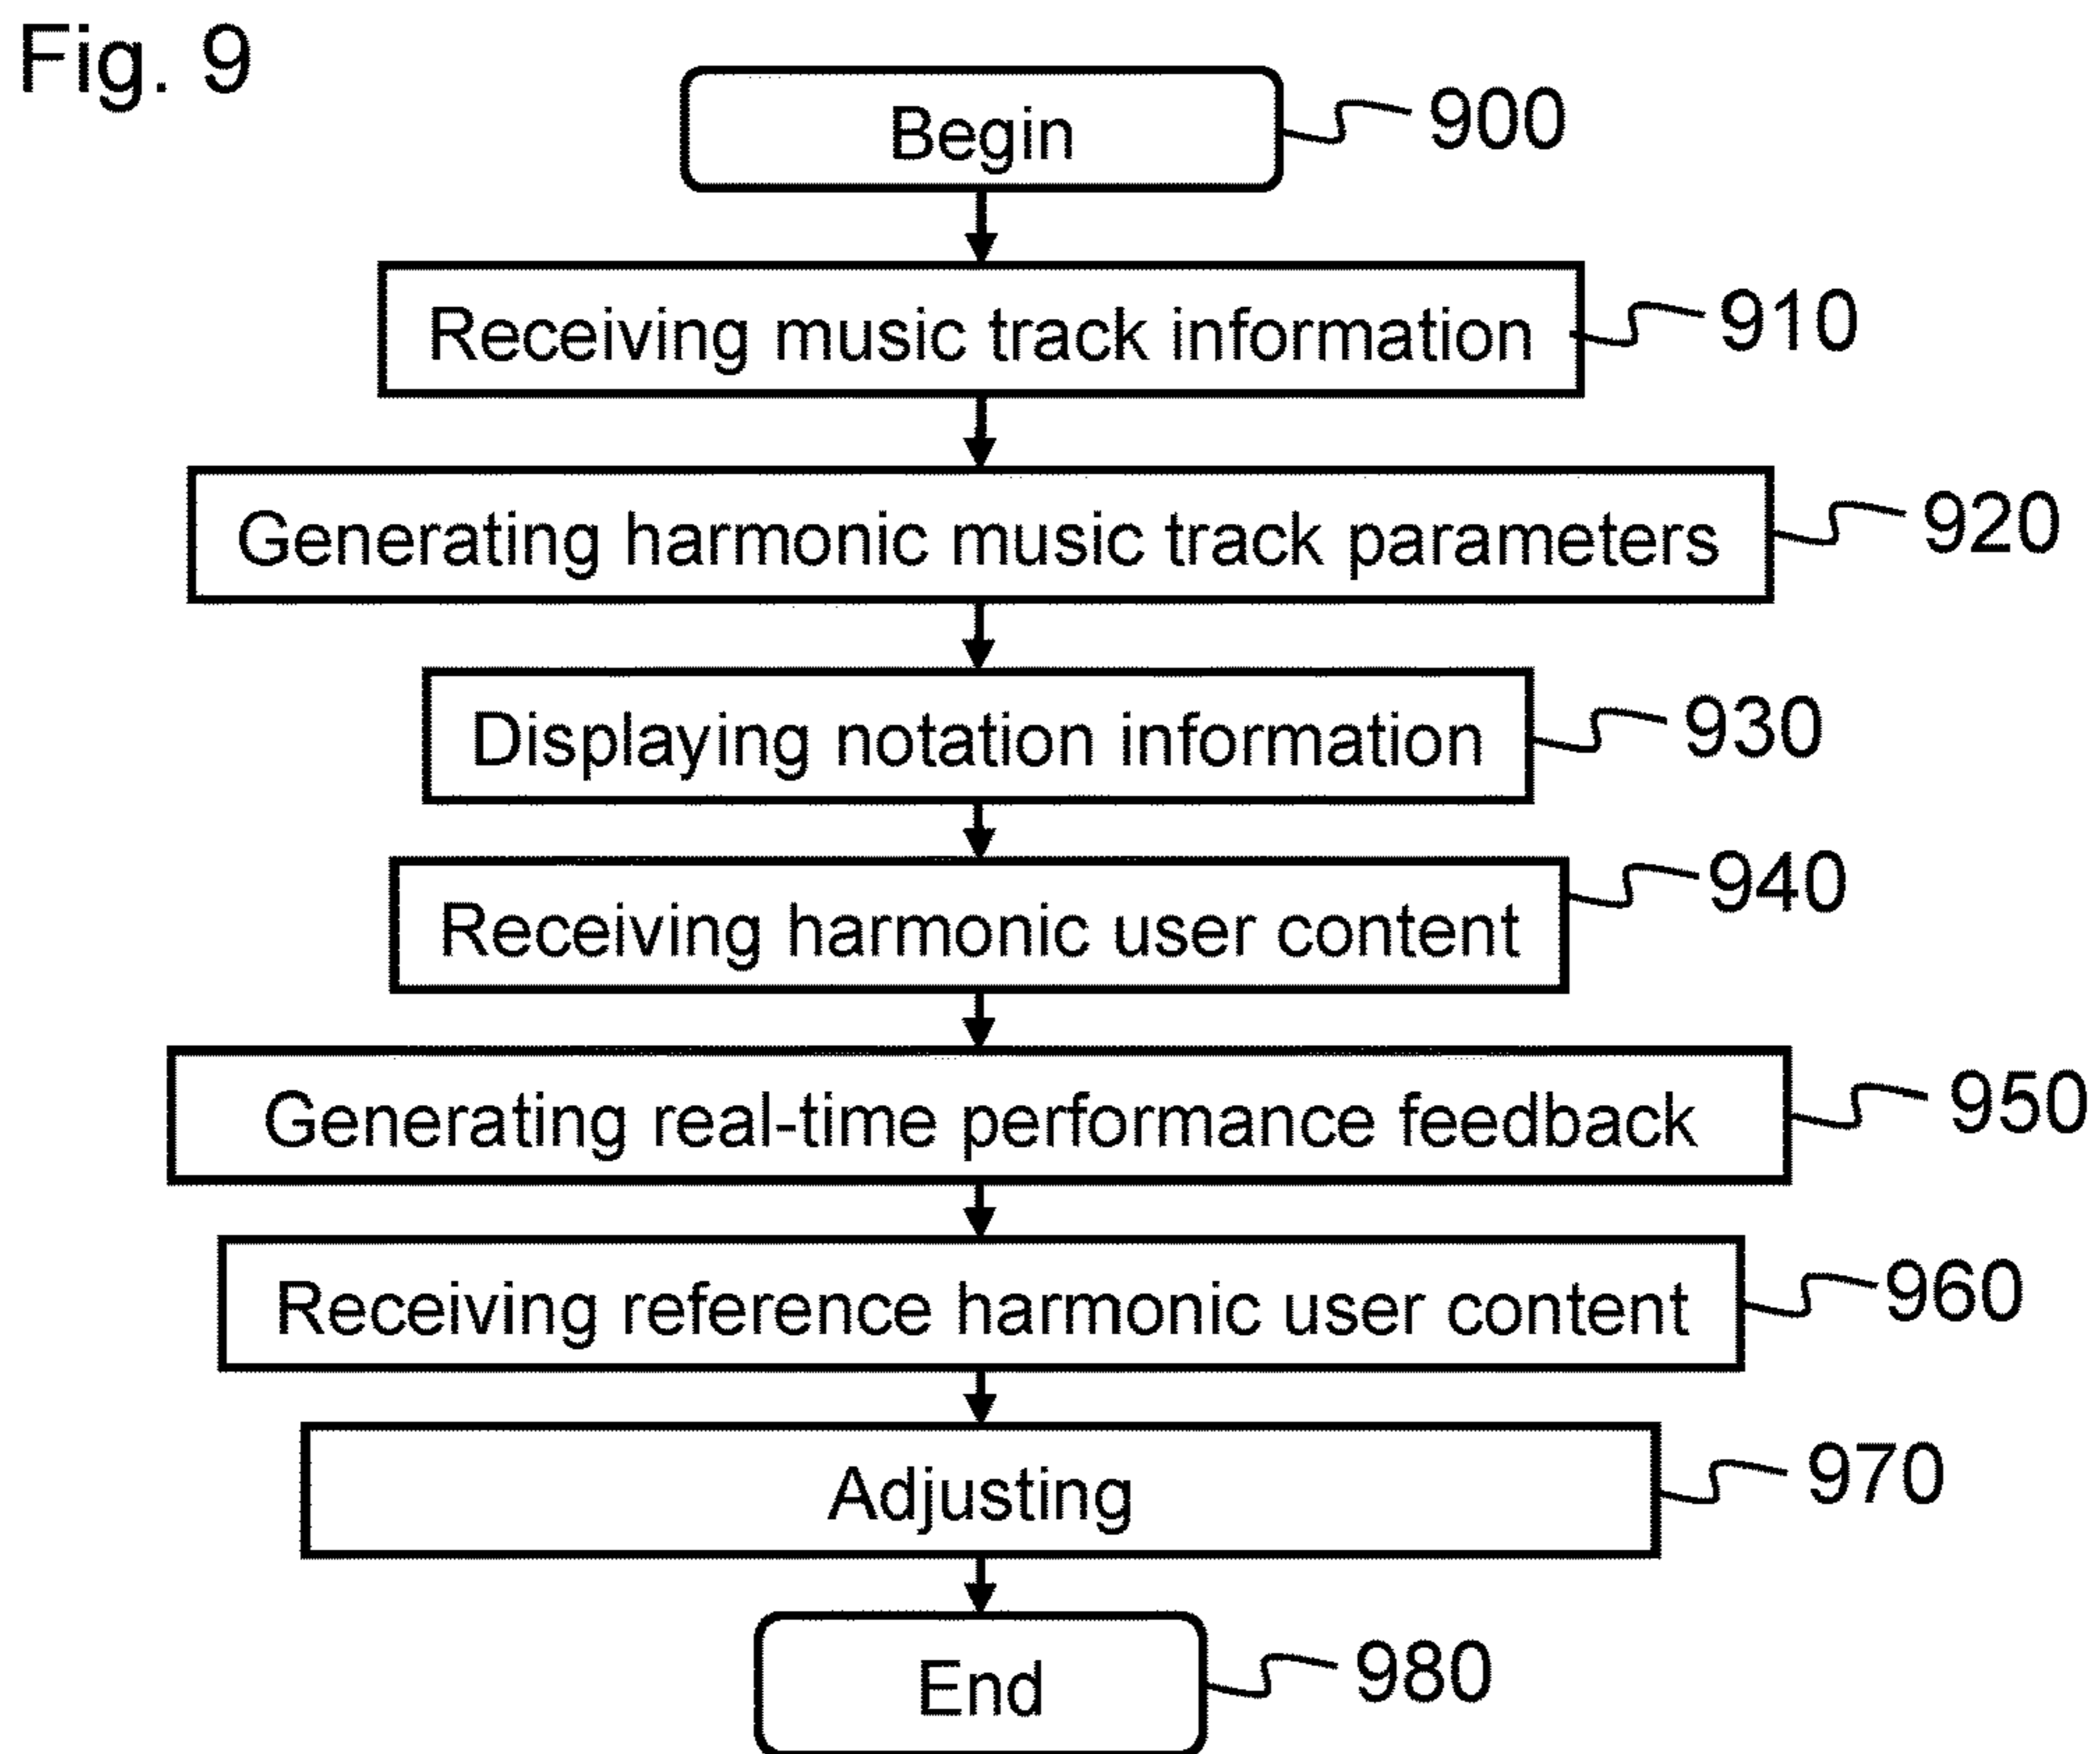 Fig. 9
Begin
900
Receiving music track information
910
Generating harmonic music track parameters
920
Displaying notation information
930
Receiving harmonic user content
940
Generating real-time performance feedback
950
Receiving reference harmonic user content
960
Adjusting
970
End
980